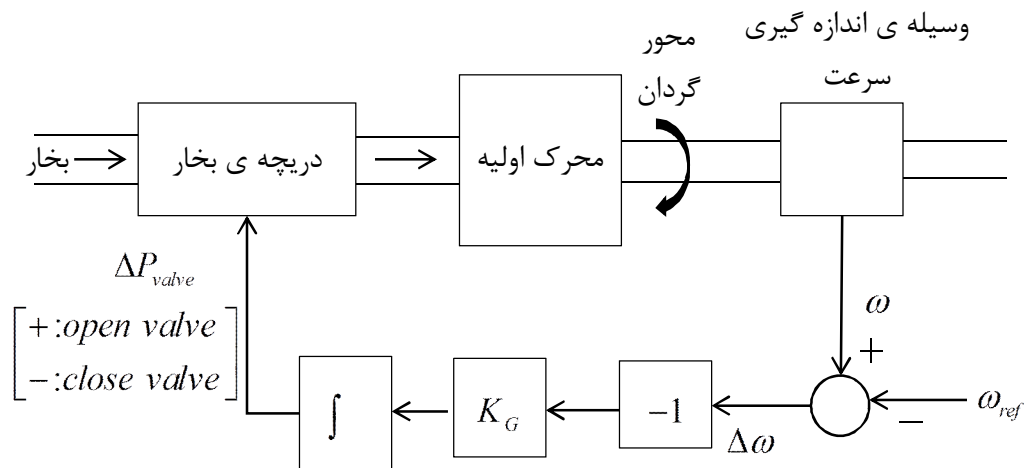 وسیله ی اندازه گیری
سرعت
محور
گردان
بخار
دریچه ی بخار
محرک اولیه
ΔP_valve
+:open valve
−:close valve
ω
+
−
ω_ref
Δω
−1
K_G
∫